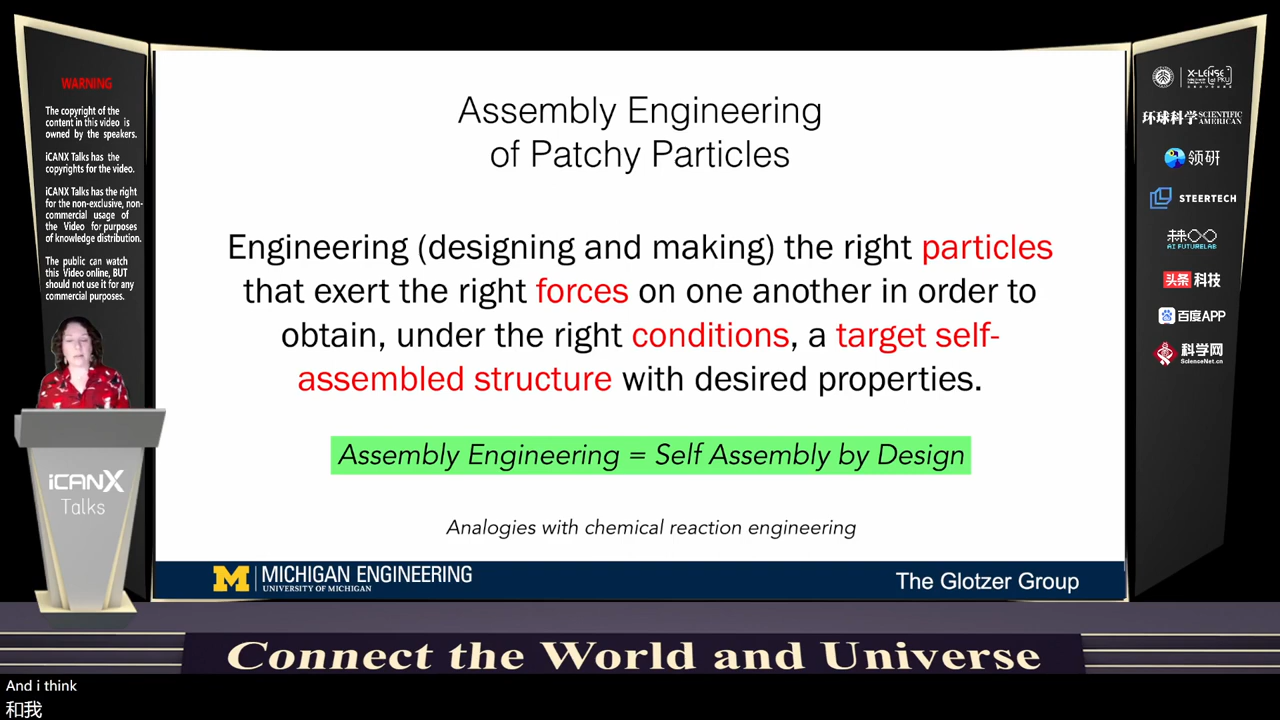 WARNING
The copyright of the
content in this video is
owned by the speakers.
iCANX Talks has the
copyrights for the video.
iCANX Talks has the right
for the non-exclusive, non-
commercial usage of
the Video for purposes
of knowledge distribution.
The public can watch
this Video online, BUT
should not use it for any
commercial purposes.
iCANX
Talks
Assembly Engineering
of Patchy Particles
Engineering (designing and making) the right particles
that exert the right forces on one another in order to
obtain, under the right conditions, a target self-
assembled structure with desired properties.
Assembly Engineering = Self Assembly by Design
Analogies with chemical reaction engineering
M MICHIGAN ENGINEERING
UNIVERSITY OF MICHIGAN
The Glotzer Group
X-LENSE
环球科学 SCIENTIFIC AMERICAN
领研
STEERTECH
AI FUTURELAB
头条 科技
百度APP
科学网
ScienceNet.cn
Connect the World and Universe
And i think
和我